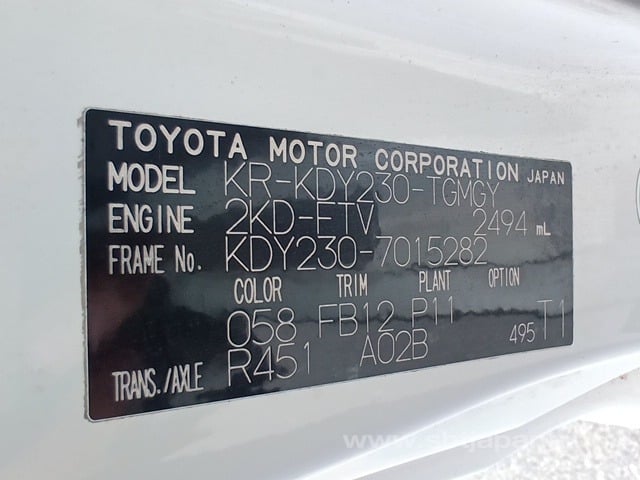 TOYOTA MOTOR CORPORATION JAPAN
MODEL KR-KDY230-TGMGY
ENGINE 2KD-FTV 2494 mL
FRAME No. KDY230-7015282
COLOR TRIM PLANT OPTION
058 FB12 P11
TRANS./AXLE R451 A02B 495 T1